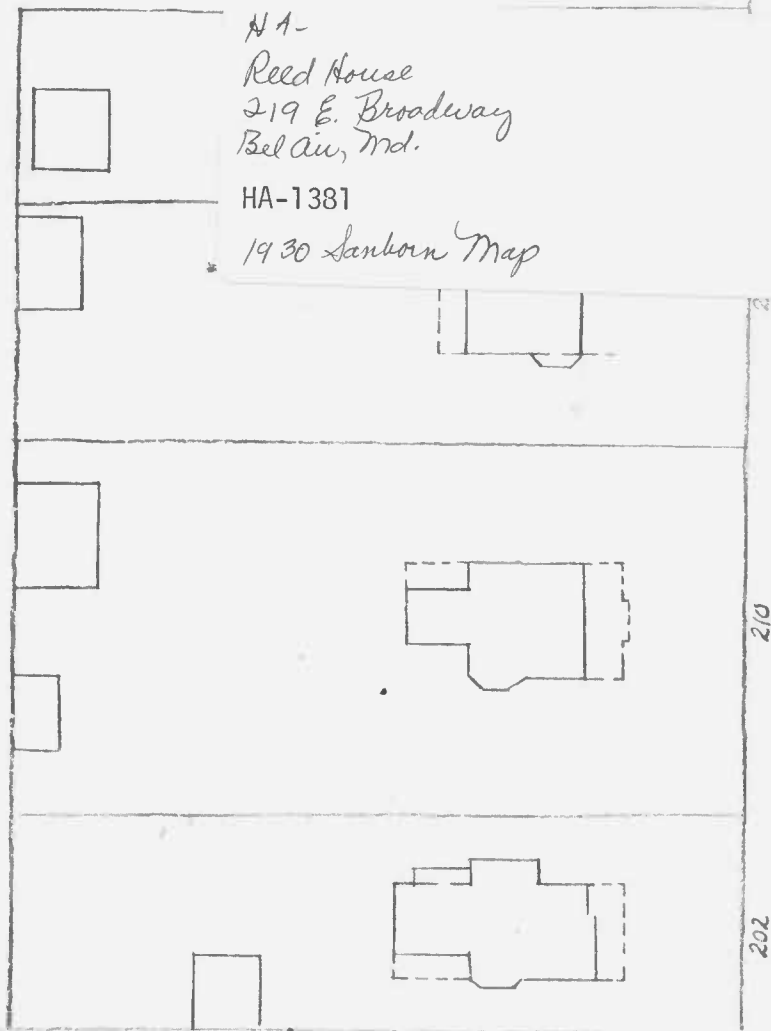 HA-
Reed House
219 E. Broadway
Bel Air, Md.
HA-1381
1930 Sanborn Map
210
202